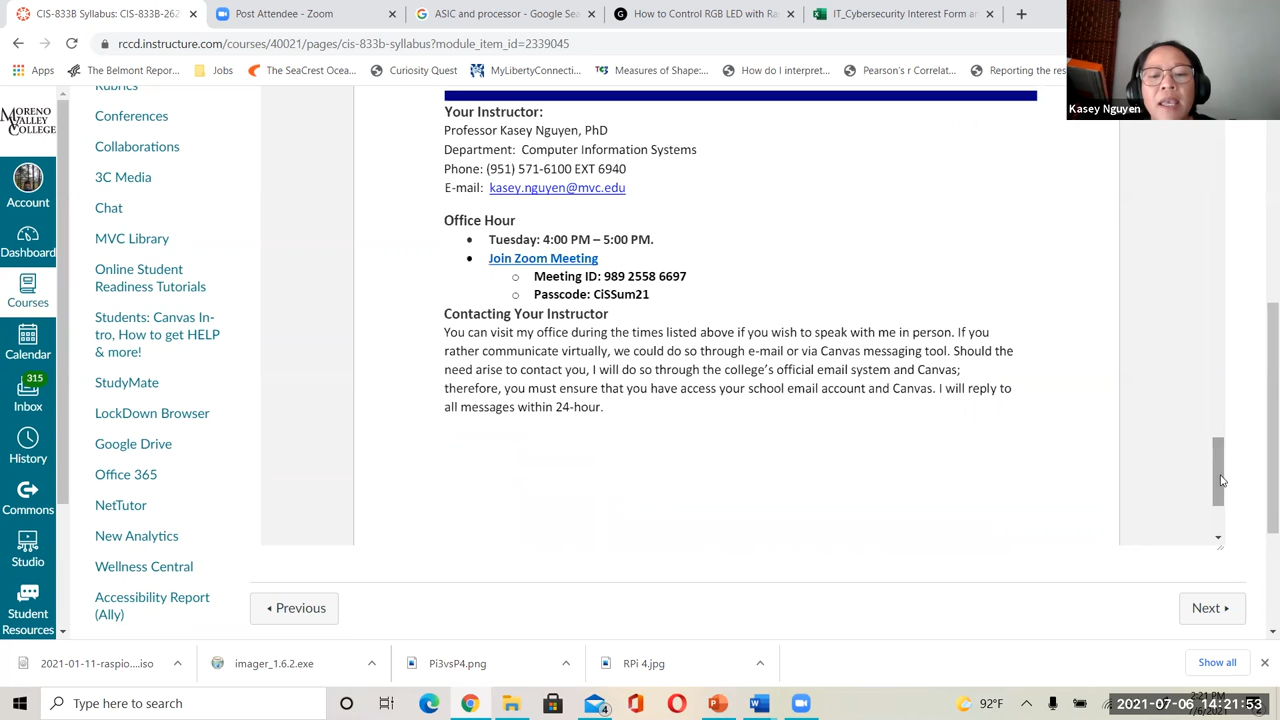 CIS-833B Syllabus: CIS-833B-262
Post Attendee - Zoom
ASIC and processor - Google Sea
How to Control RGB LED with Ra
IT_Cybersecurity Interest Form an
rccd.instructure.com/courses/40021/pages/cis-833b-syllabus?module_item_id=2339045
Apps
The Belmont Repor...
Jobs
The SeaCrest Ocea...
Curiosity Quest
MyLibertyConnecti...
Measures of Shape:...
How do I interpret...
Pearson's r Correlat...
Reporting the res
Kasey Nguyen
MORENO
VALLEY
COLLEGE
Account
Dashboard
Courses
Calendar
315
Inbox
History
Commons
Studio
Student
Resources
Rubrics
Conferences
Collaborations
3C Media
Chat
MVC Library
Online Student
Readiness Tutorials
Students: Canvas In-
tro, How to get HELP
& more!
StudyMate
LockDown Browser
Google Drive
Office 365
NetTutor
New Analytics
Wellness Central
Accessibility Report
(Ally)
Your Instructor:
Professor Kasey Nguyen, PhD
Department: Computer Information Systems
Phone: (951) 571-6100 EXT 6940
E-mail: kasey.nguyen@mvc.edu
Office Hour
• Tuesday: 4:00 PM – 5:00 PM.
• Join Zoom Meeting
o Meeting ID: 989 2558 6697
o Passcode: CiSSum21
Contacting Your Instructor
You can visit my office during the times listed above if you wish to speak with me in person. If you
rather communicate virtually, we could do so through e-mail or via Canvas messaging tool. Should the
need arise to contact you, I will do so through the college's official email system and Canvas;
therefore, you must ensure that you have access your school email account and Canvas. I will reply to
all messages within 24-hour.
Previous
Next
2021-01-11-raspio....iso
imager_1.6.2.exe
Pi3vsP4.png
RPi 4.jpg
Show all
Type here to search
4
92°F
2:21 PM
2021-07-06 14:21:53